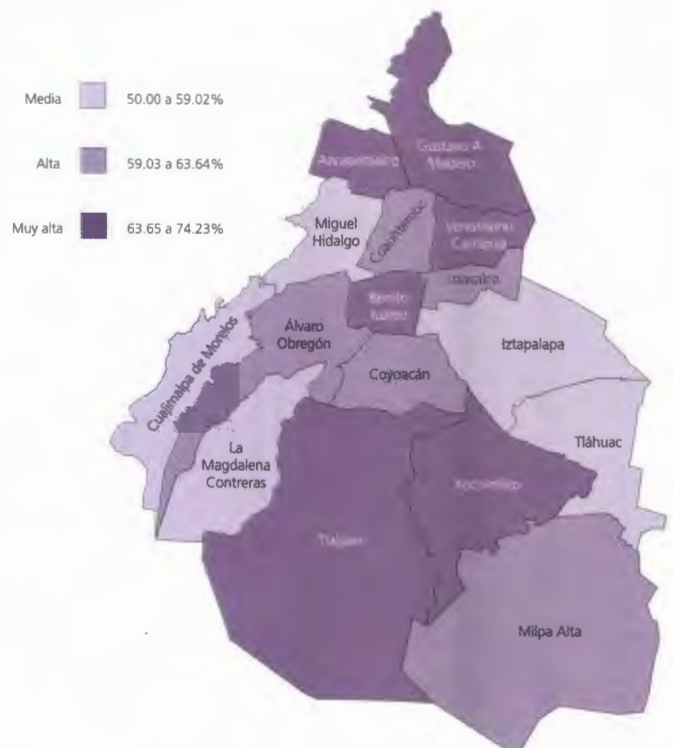 Media 50.00 a 59.02%
Alta 59.03 a 63.64%
Muy alta 63.65 a 74.23%
Gustavo A.
Madero
Azcapotzalco
Miguel
Hidalgo
Cuauhtémoc
Venustiano
Carranza
Iztacalco
Benito
Juárez
Cuajimalpa de Morelos
Álvaro
Obregón
Iztapalapa
Coyoacán
Tláhuac
La
Magdalena
Contreras
Xochimilco
Tlalpan
Milpa Alta